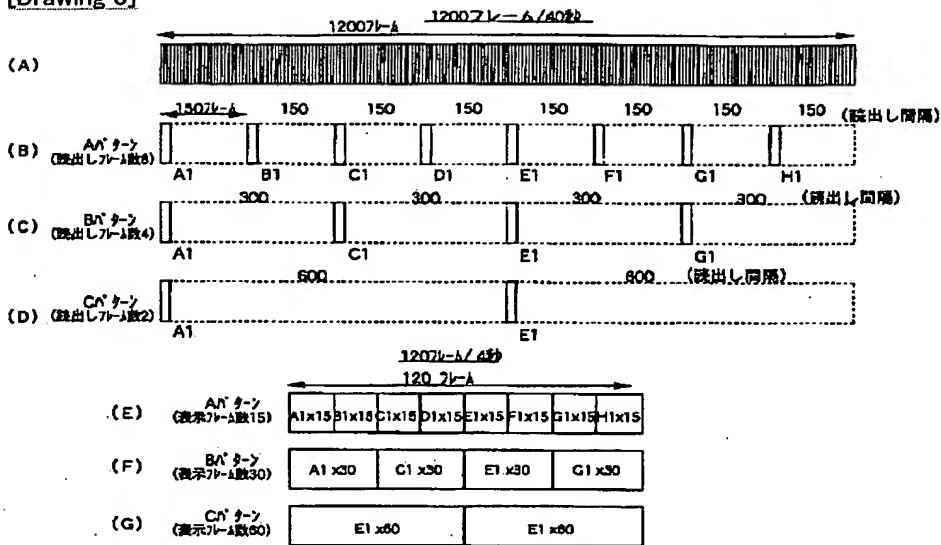 [Drawing 6]
1200フレーム/40秒
1200フレーム
(A)
150フレーム 150 150 150 150 150 150 150 (読出し間隔)
(B) Aパターン
(読出しフレーム数8)
A1 B1 C1 D1 E1 F1 G1 H1
300 300 300 300 (読出し間隔)
(C) Bパターン
(読出しフレーム数4)
A1 C1 E1 G1
600 600 (読出し間隔)
(D) Cパターン
(読出しフレーム数2)
A1 E1
120フレーム/4秒
120 フレーム
(E) Aパターン
(表示フレーム数15)
A1x15 B1x15 C1x15 D1x15 E1x15 F1x15 G1x15 H1x15
(F) Bパターン
(表示フレーム数30)
A1 x30 C1 x30 E1 x30 G1 x30
(G) Cパターン
(表示フレーム数60)
E1 x60 E1 x60